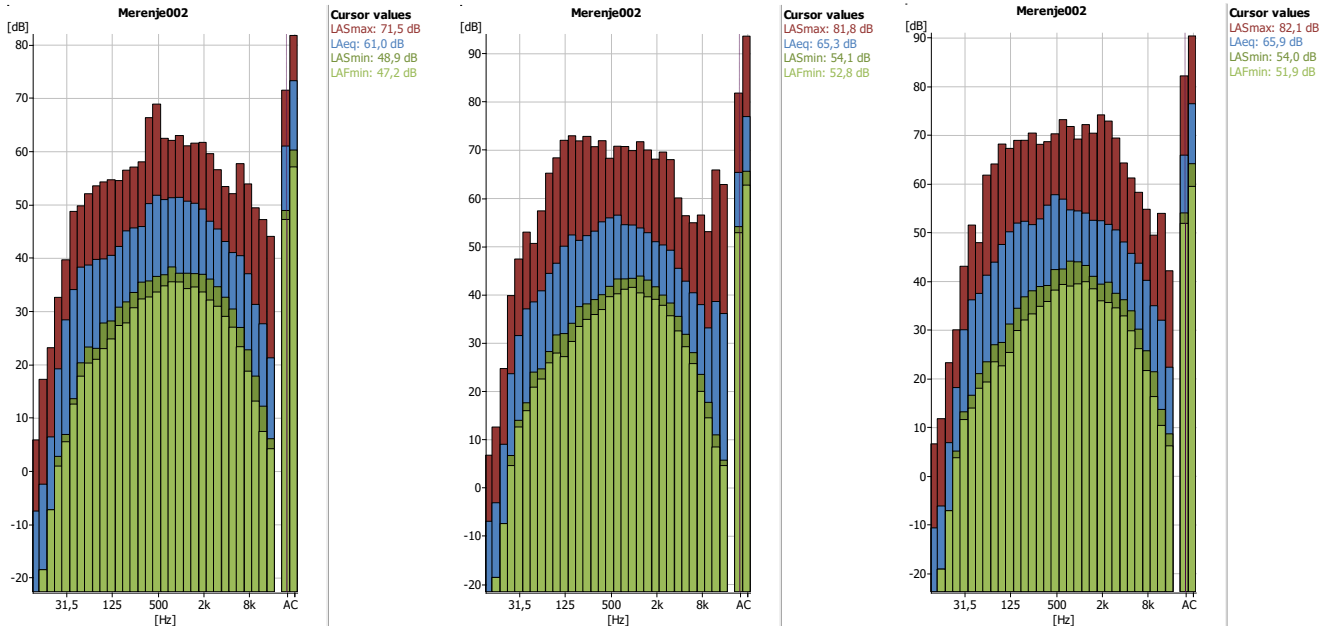 Merenje002
[dB]
80
70
60
50
40
30
20
10
0
-10
-20
31,5 125 500 2k 8k AC
[Hz]
Cursor values
LASmax: 71,5 dB
LAeq: 61,0 dB
LASmin: 48,9 dB
LAFmin: 47,2 dB
Merenje002
[dB]
90
80
70
60
50
40
30
20
10
0
-10
-20
31,5 125 500 2k 8k AC
[Hz]
Cursor values
LASmax: 81,8 dB
LAeq: 65,3 dB
LASmin: 54,1 dB
LAFmin: 52,8 dB
Merenje002
[dB]
90
80
70
60
50
40
30
20
10
0
-10
-20
31,5 125 500 2k 8k AC
[Hz]
Cursor values
LASmax: 82,1 dB
LAeq: 65,9 dB
LASmin: 54,0 dB
LAFmin: 51,9 dB